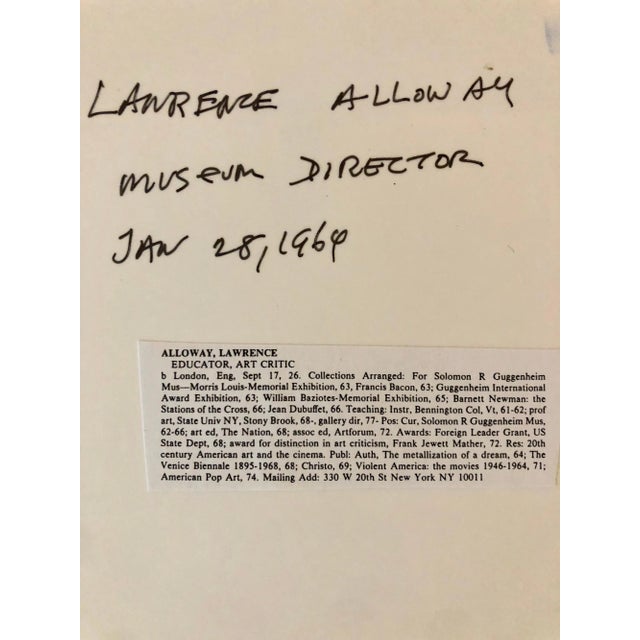 LAWRENCE ALLOWAY
MUSEUM DIRECTOR
JAN 28, 1964
ALLOWAY, LAWRENCE
EDUCATOR, ART CRITIC
b London, Eng, Sept 17, 26. Collections Arranged: For Solomon R Guggenheim
Mus—Morris Louis-Memorial Exhibition, 63, Francis Bacon, 63; Guggenheim International
Award Exhibition, 63; William Baziotes-Memorial Exhibition, 65; Barnett Newman: the
Stations of the Cross, 66; Jean Dubuffet, 66. Teaching: Instr, Bennington Col, Vt, 61-62; prof
art, State Univ NY, Stony Brook, 68-, gallery dir, 77- Pos: Cur, Solomon R Guggenheim Mus,
62-66; art ed, The Nation, 68; assoc ed, Artforum, 72. Awards: Foreign Leader Grant, US
State Dept, 68; award for distinction in art criticism, Frank Jewett Mather, 72. Res: 20th
century American art and the cinema. Publ: Auth, The metallization of a dream, 64; The
Venice Biennale 1895-1968, 68; Christo, 69; Violent America: the movies 1946-1964, 71;
American Pop Art, 74. Mailing Add: 330 W 20th St New York NY 10011